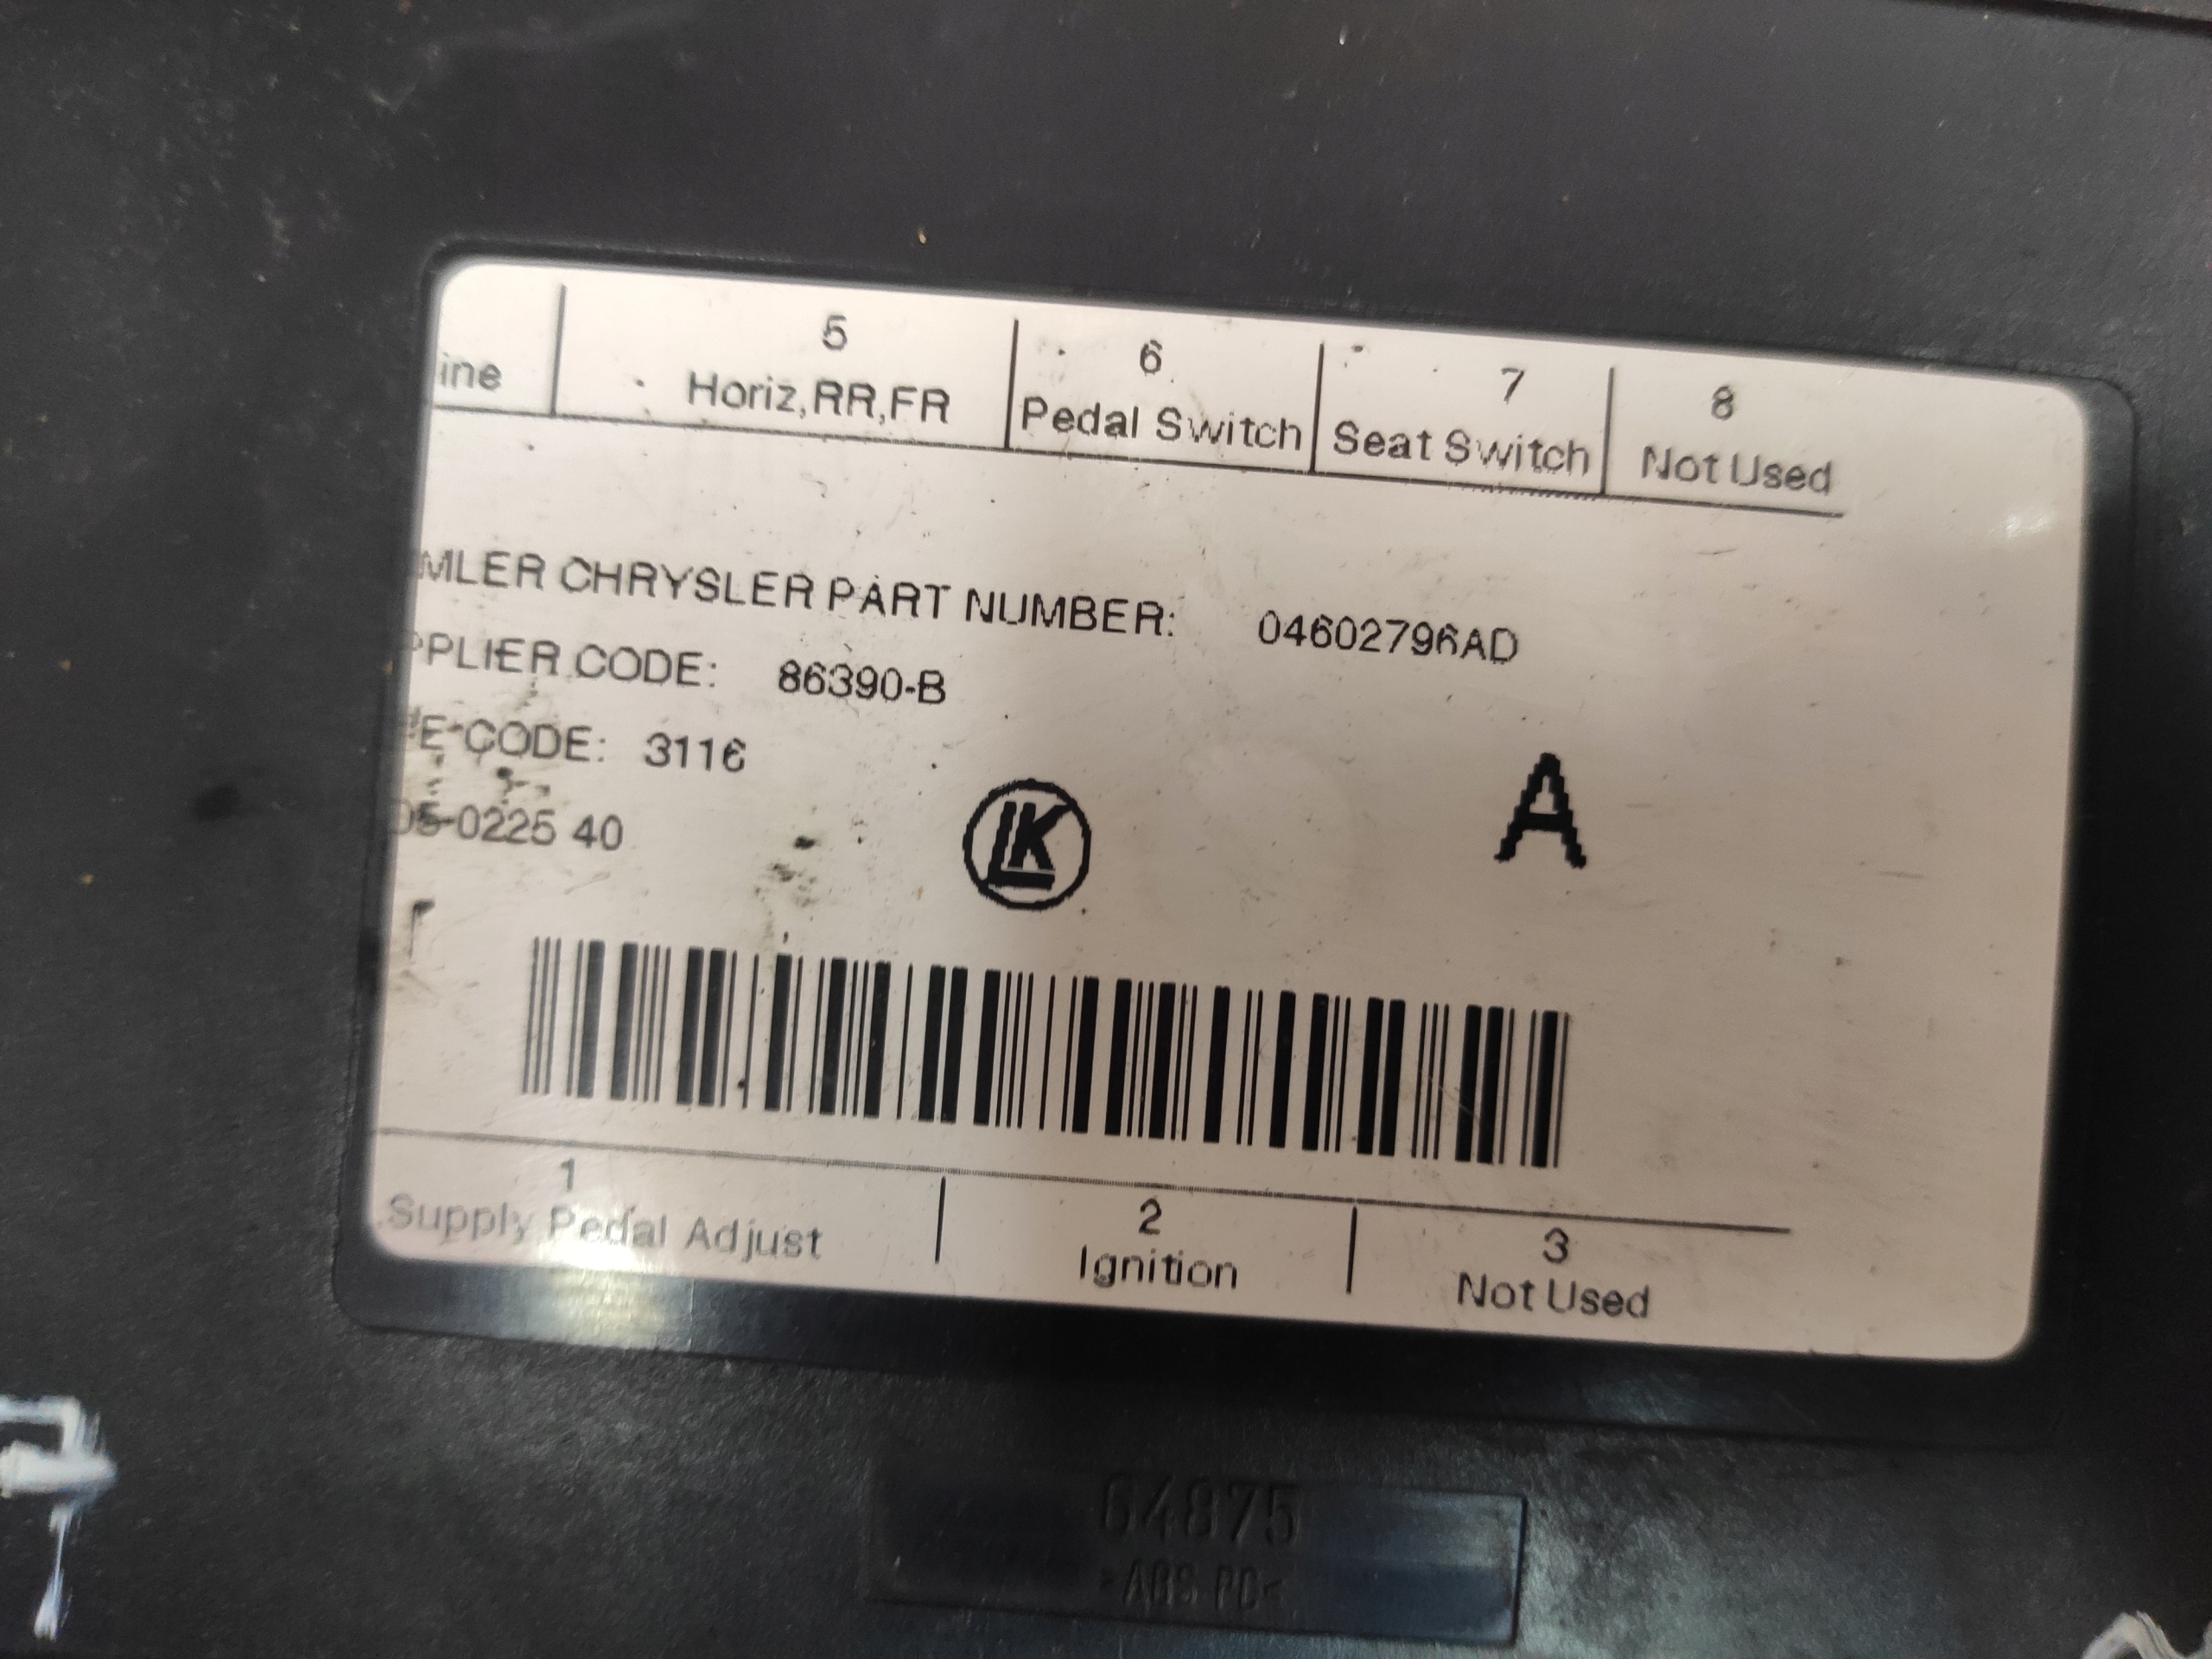 5 6 7 8
ine Horiz,RR,FR Pedal Switch Seat Switch Not Used
MLER CHRYSLER PART NUMBER: 04602796AD
PPLIER CODE: 86390-B
E CODE: 3116
05-0225 40
LK
A
1 2 3
Supply Pedal Adjust Ignition Not Used
64875
>ABS PC<